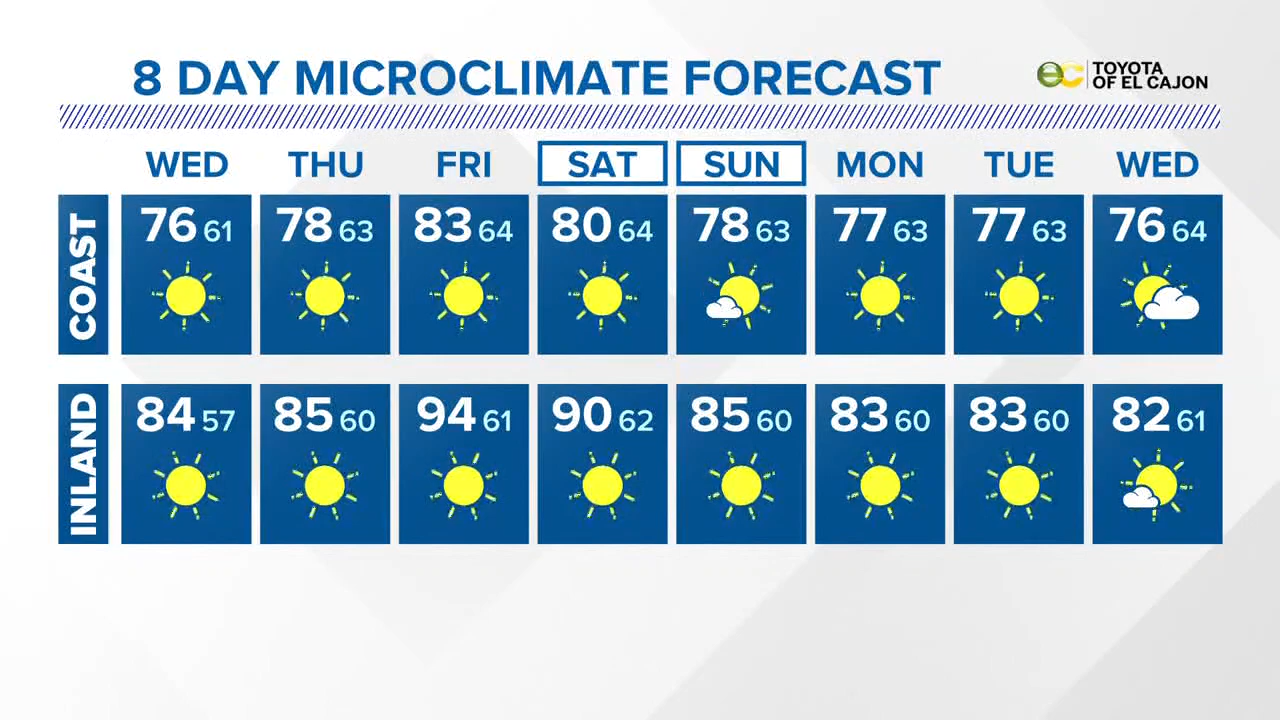 8 DAY MICROCLIMATE FORECAST
EC TOYOTA
OF EL CAJON
WED THU FRI SAT SUN MON TUE WED
COAST
76 61 78 63 83 64 80 64 78 63 77 63 77 63 76 64
INLAND
84 57 85 60 94 61 90 62 85 60 83 60 83 60 82 61